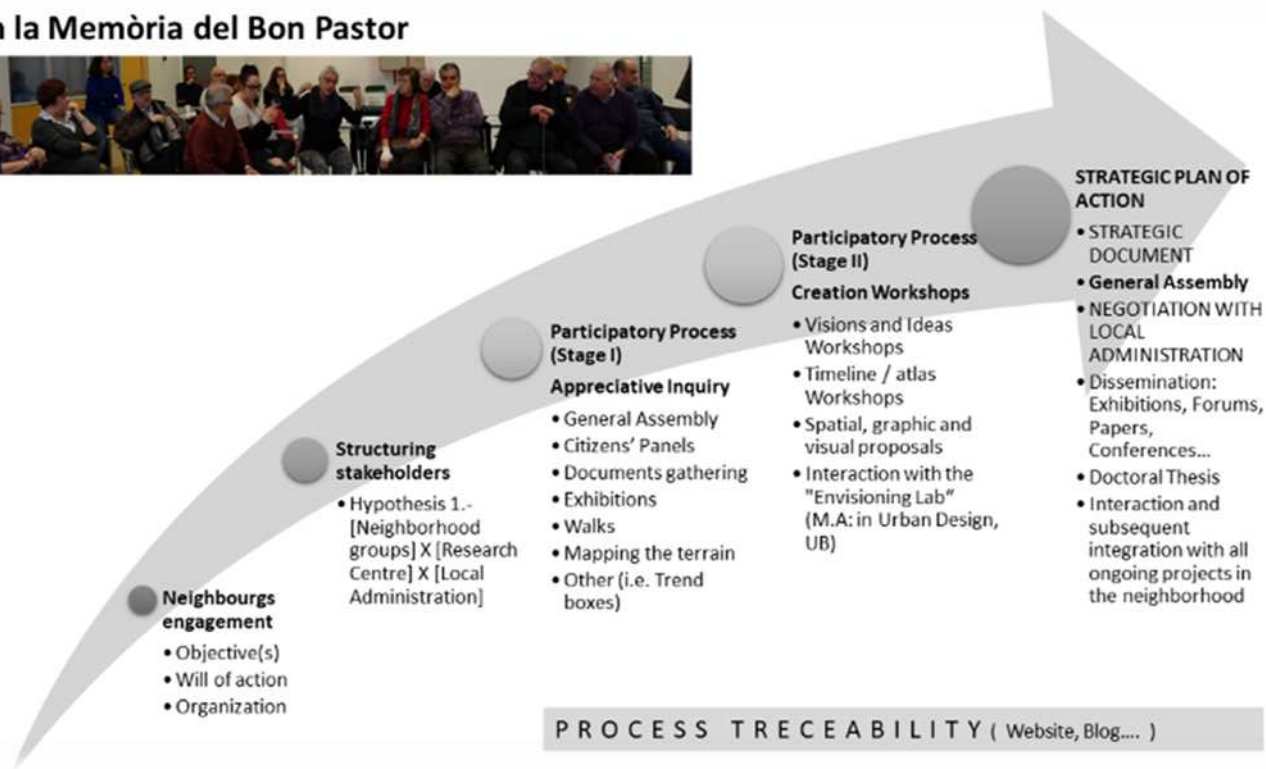 la Memòria del Bon Pastor
Neighbourgs
engagement
• Objective(s)
• Will of action
• Organization
Structuring
stakeholders
• Hypothesis 1.-
[Neighborhood
groups] X [Research
Centre] X [Local
Administration]
Participatory Process
(Stage I)
Appreciative Inquiry
• General Assembly
• Citizens’ Panels
• Documents gathering
• Exhibitions
• Walks
• Mapping the terrain
• Other (i.e. Trend
boxes)
Participatory Process
(Stage II)
Creation Workshops
• Visions and Ideas
Workshops
• Timeline / atlas
Workshops
• Spatial, graphic and
visual proposals
• Interaction with the
"Envisioning Lab“
(M.A: in Urban Design,
UB)
STRATEGIC PLAN OF
ACTION
• STRATEGIC
DOCUMENT
• General Assembly
• NEGOTIATION WITH
LOCAL
ADMINISTRATION
• Dissemination:
Exhibitions, Forums,
Papers,
Conferences…
• Doctoral Thesis
• Interaction and
subsequent
integration with all
ongoing projects in
the neighborhood
PROCESS TRECEABILITY ( Website, Blog.... )